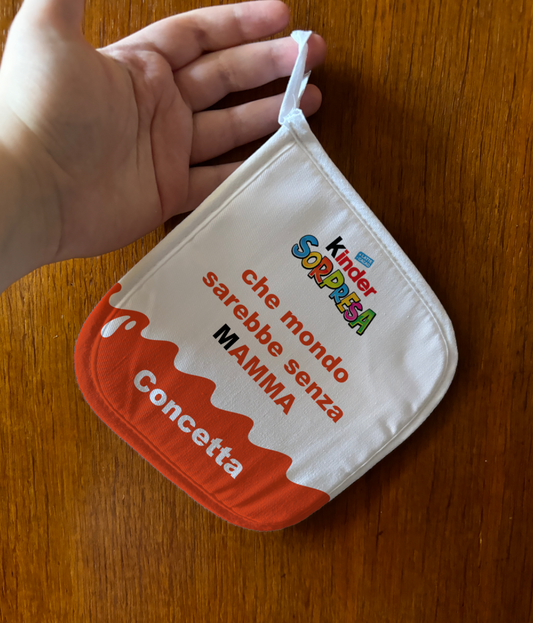 Kinder
SORPRESA
che mondo
sarebbe senza
MAMMA
Concetta